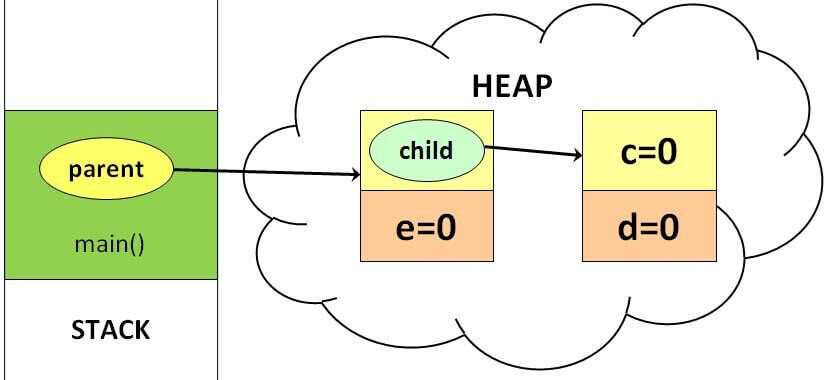 HEAP
parent
child
c=0
main()
e=0
d=0
STACK